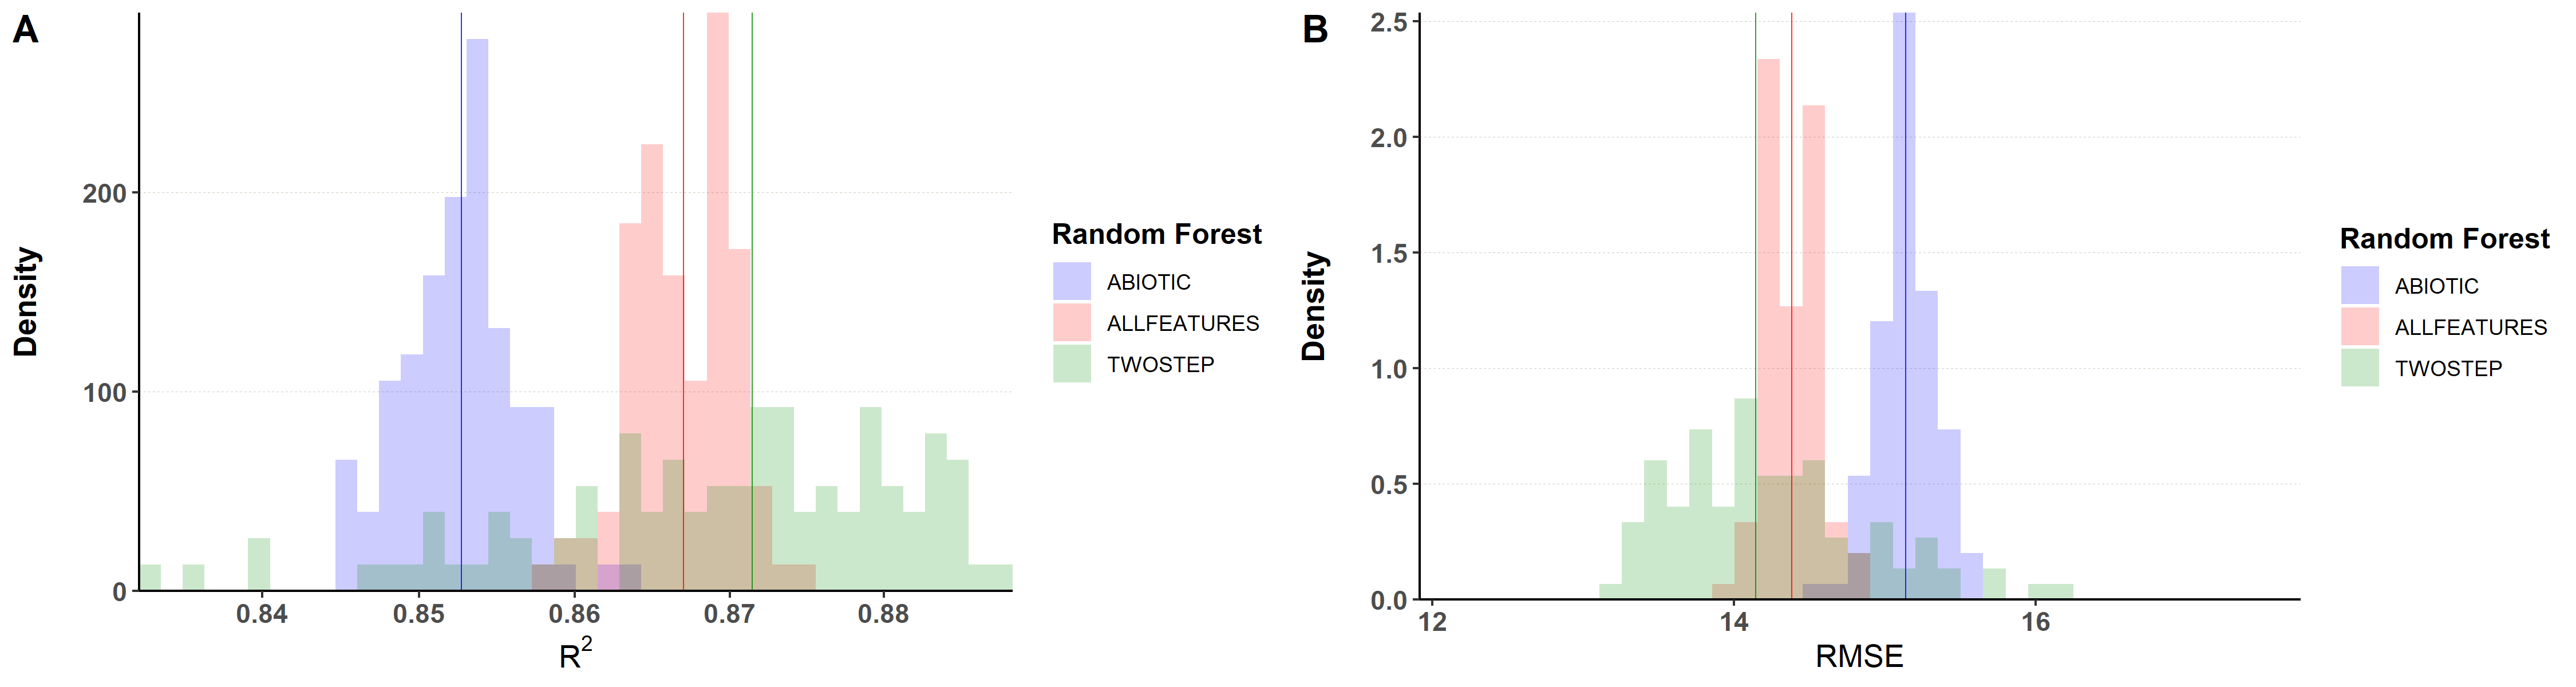 A
Density
200
100
0
0.84
0.85
0.86
0.87
0.88
R²
Random Forest
ABIOTIC
ALLFEATURES
TWOSTEP
B
Density
2.5
2.0
1.5
1.0
0.5
0.0
12
14
16
RMSE
Random Forest
ABIOTIC
ALLFEATURES
TWOSTEP